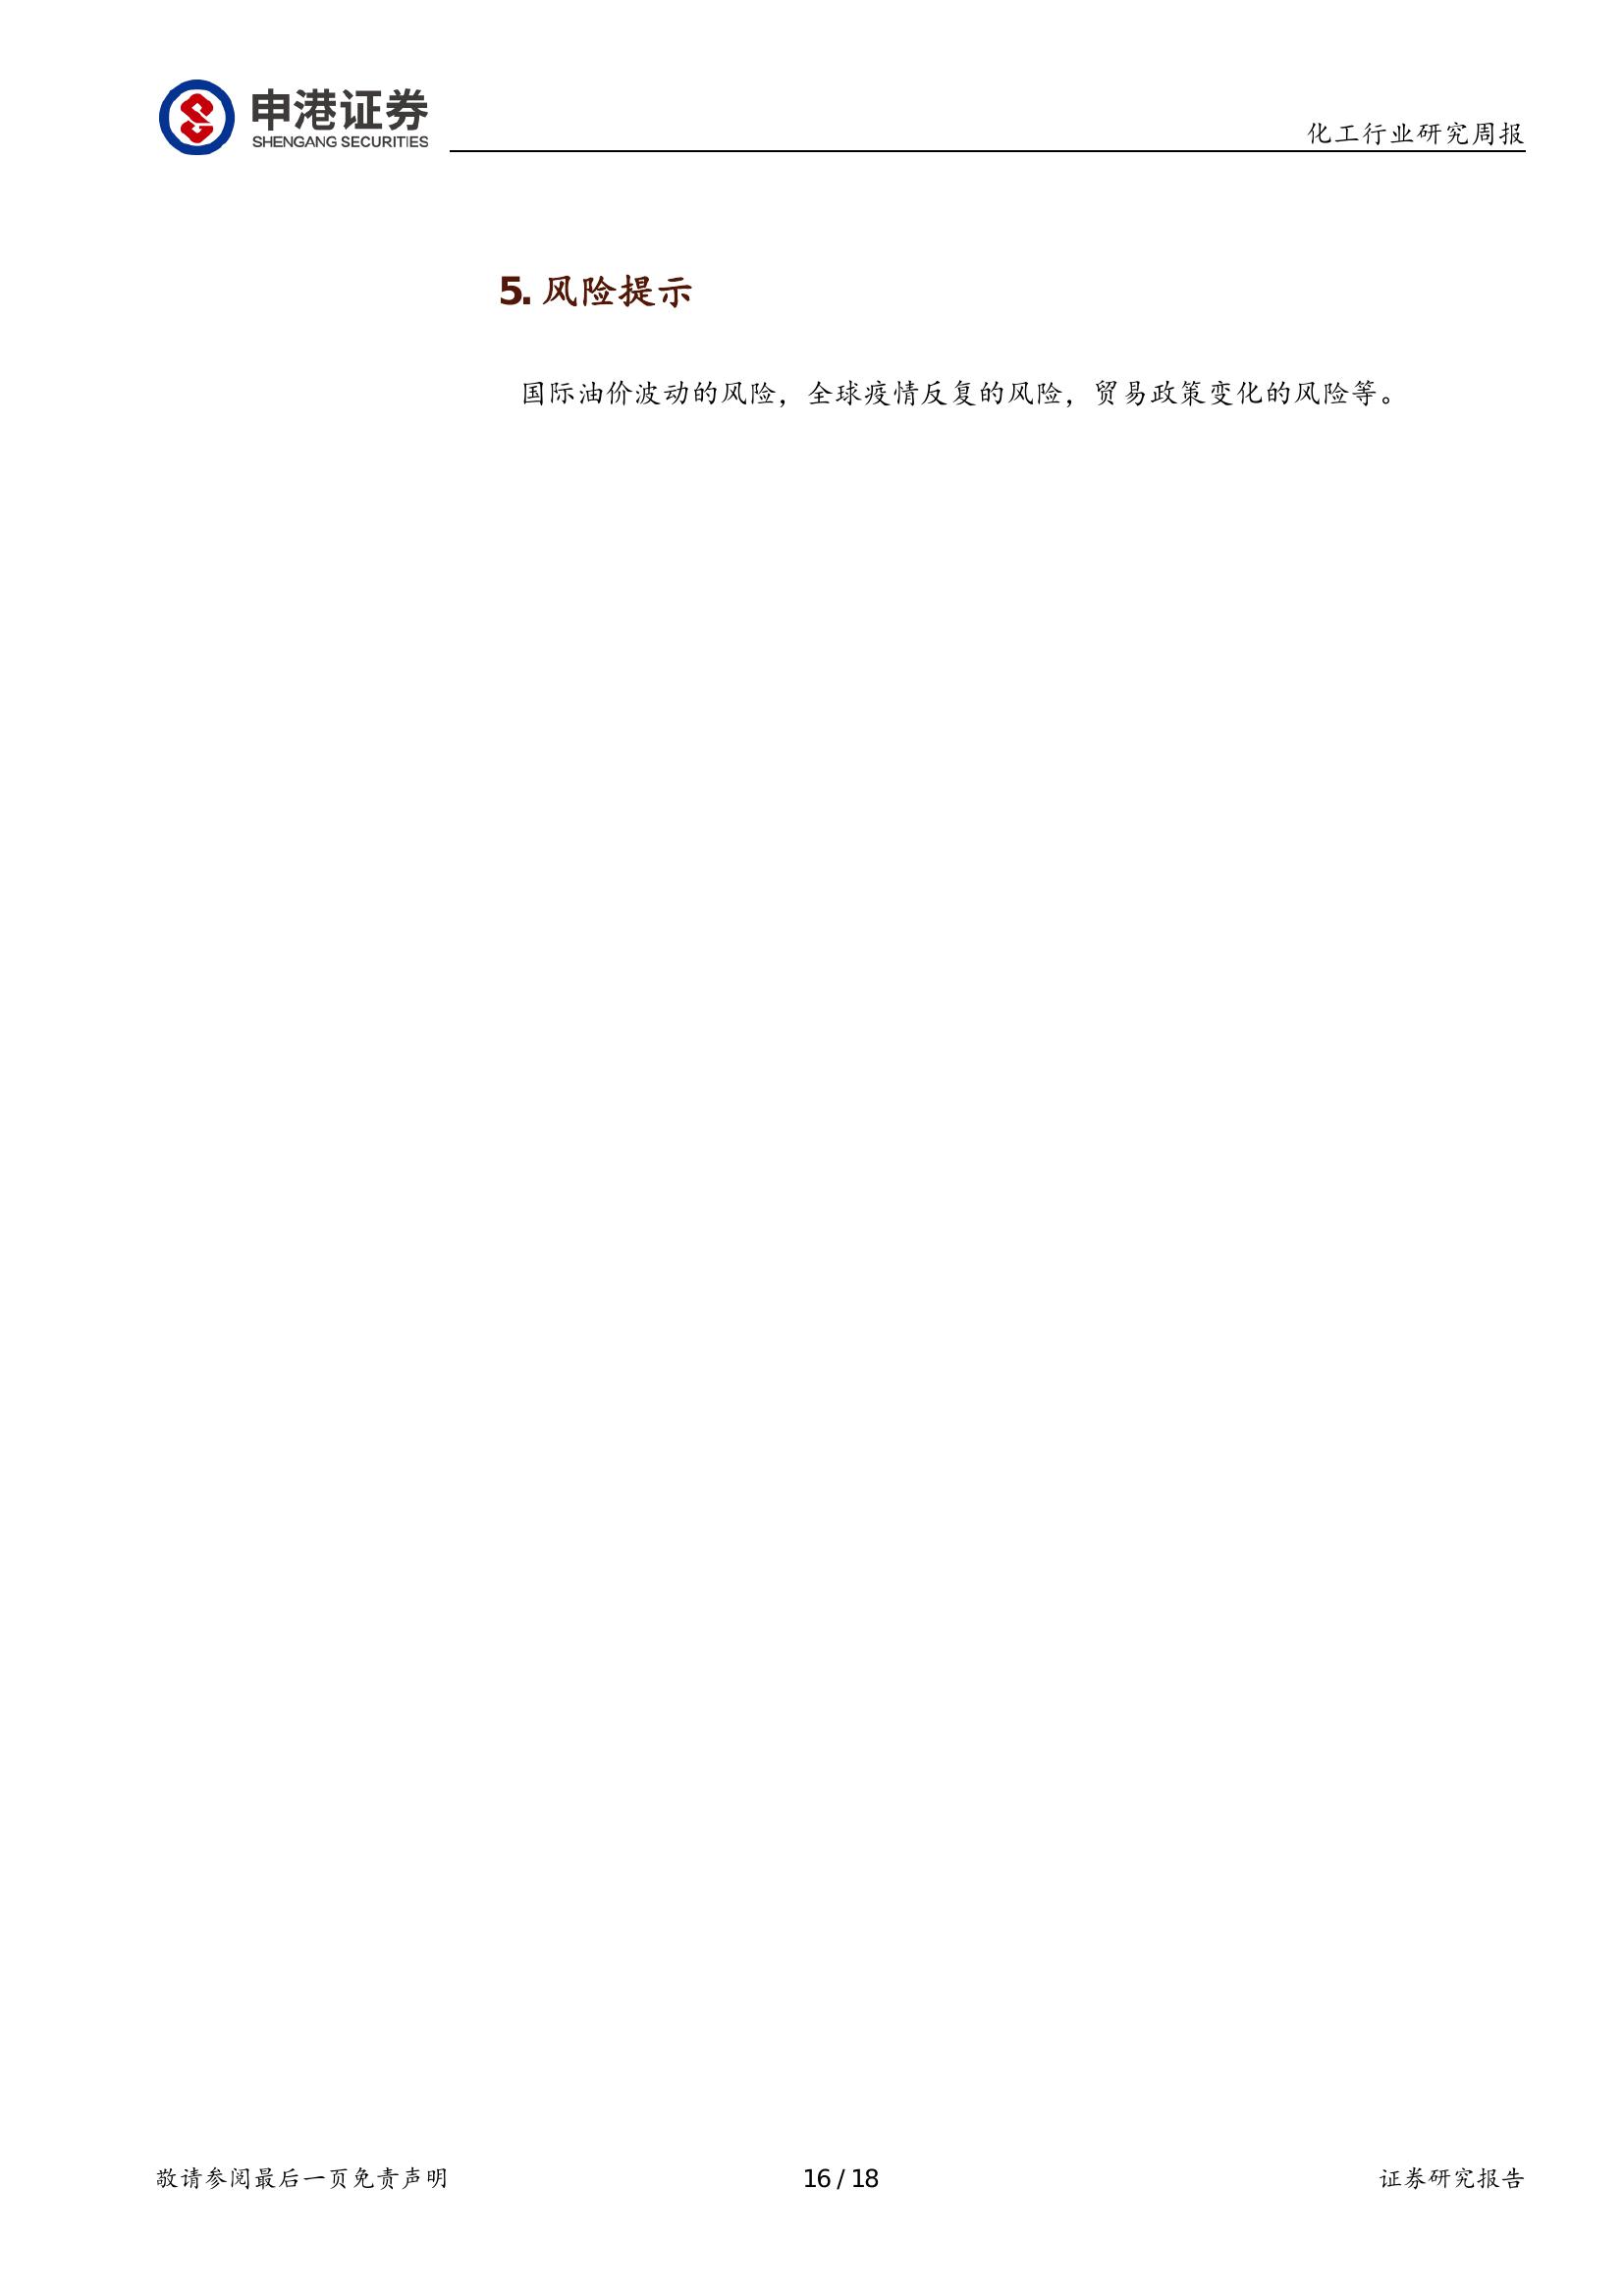 申港证券
SHENGANG SECURITIES
化工行业研究周报
5. 风险提示
国际油价波动的风险，全球疫情反复的风险，贸易政策变化的风险等。
敬请参阅最后一页免责声明
16 / 18
证券研究报告